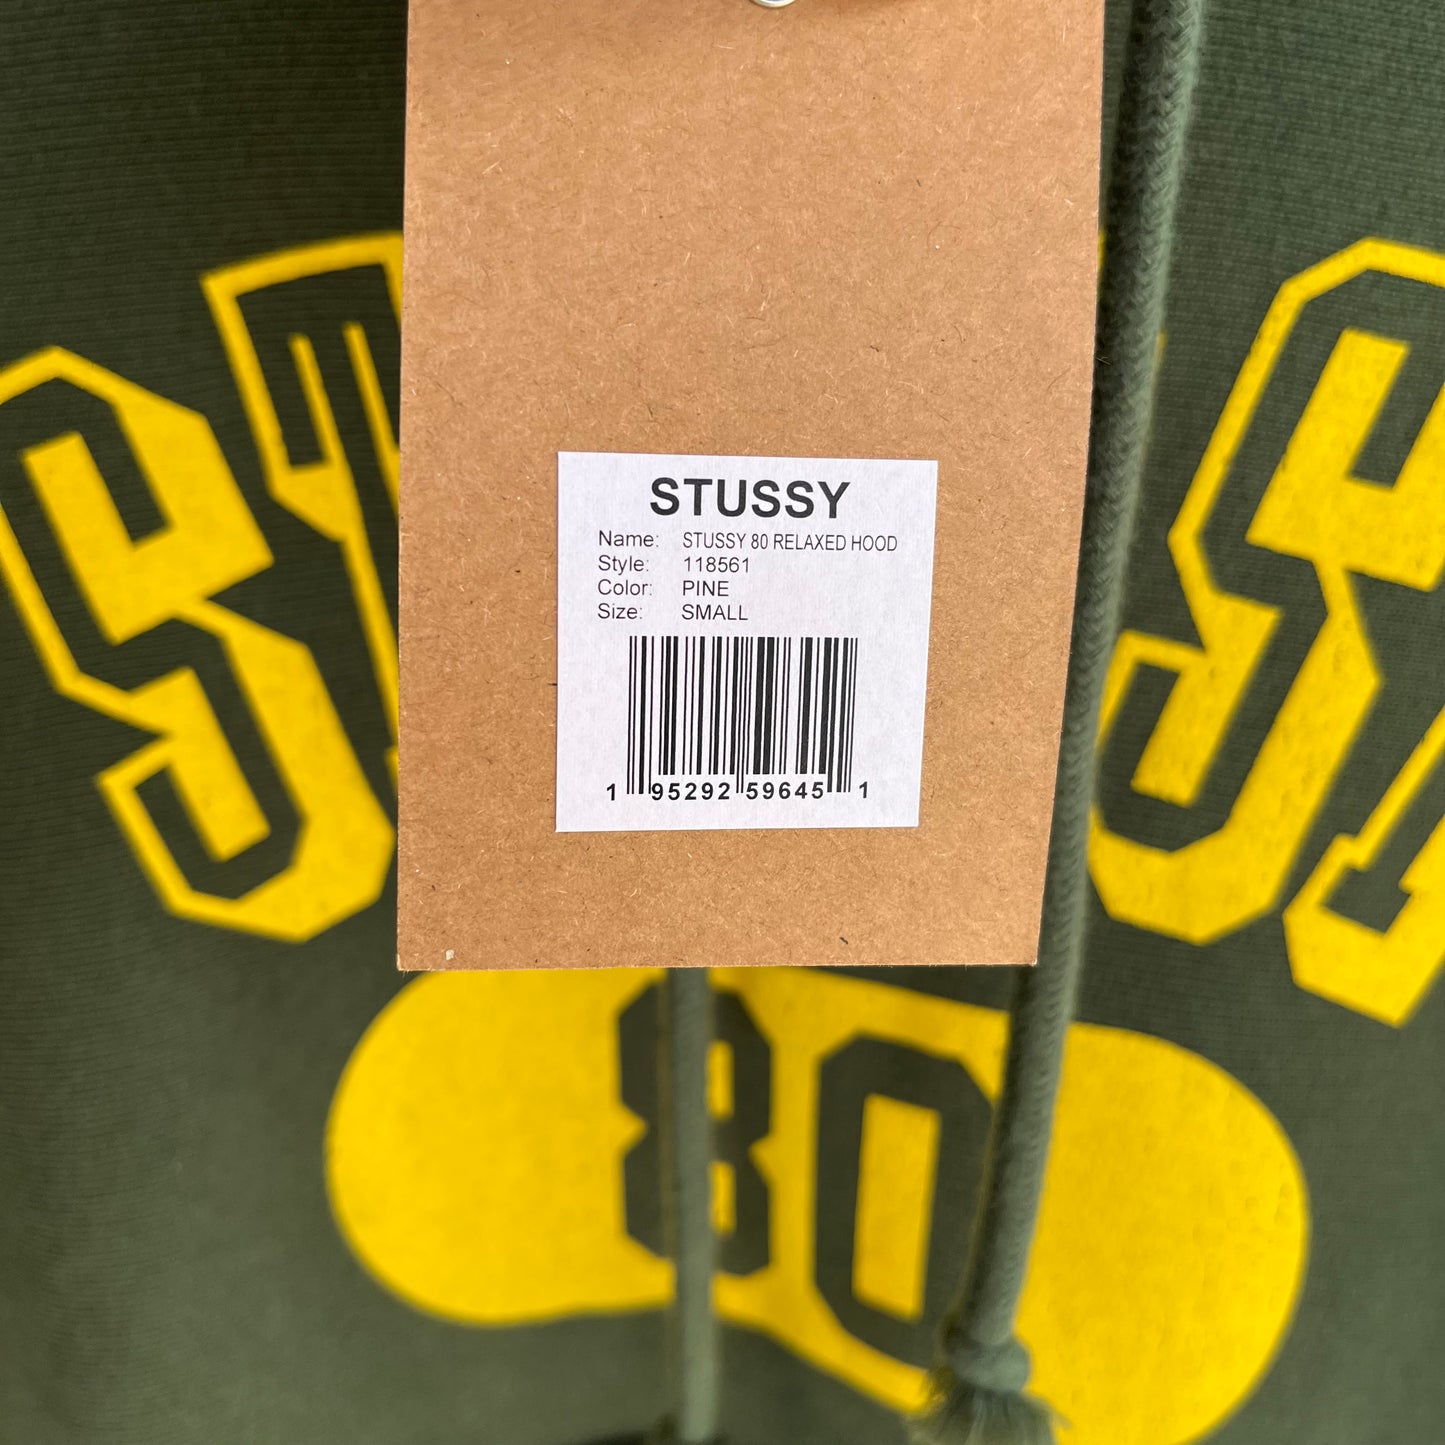 STUSSY
Name: STUSSY 80 RELAXED HOOD
Style: 118561
Color: PINE
Size: SMALL
1 95292 59645 1
80